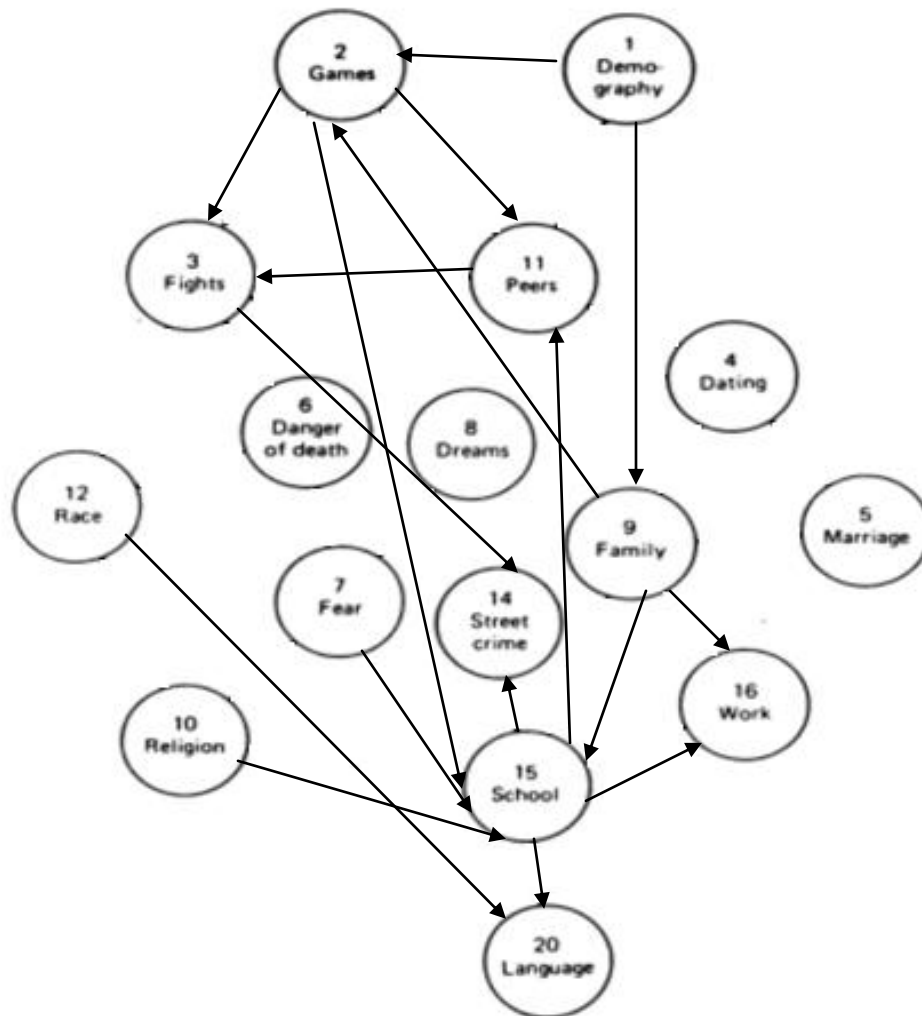 2
Games
1
Demo-
graphy
3
Fights
11
Peers
4
Dating
6
Danger
of death
8
Dreams
12
Race
9
Family
5
Marriage
7
Fear
14
Street
crime
10
Religion
16
Work
15
School
20
Language